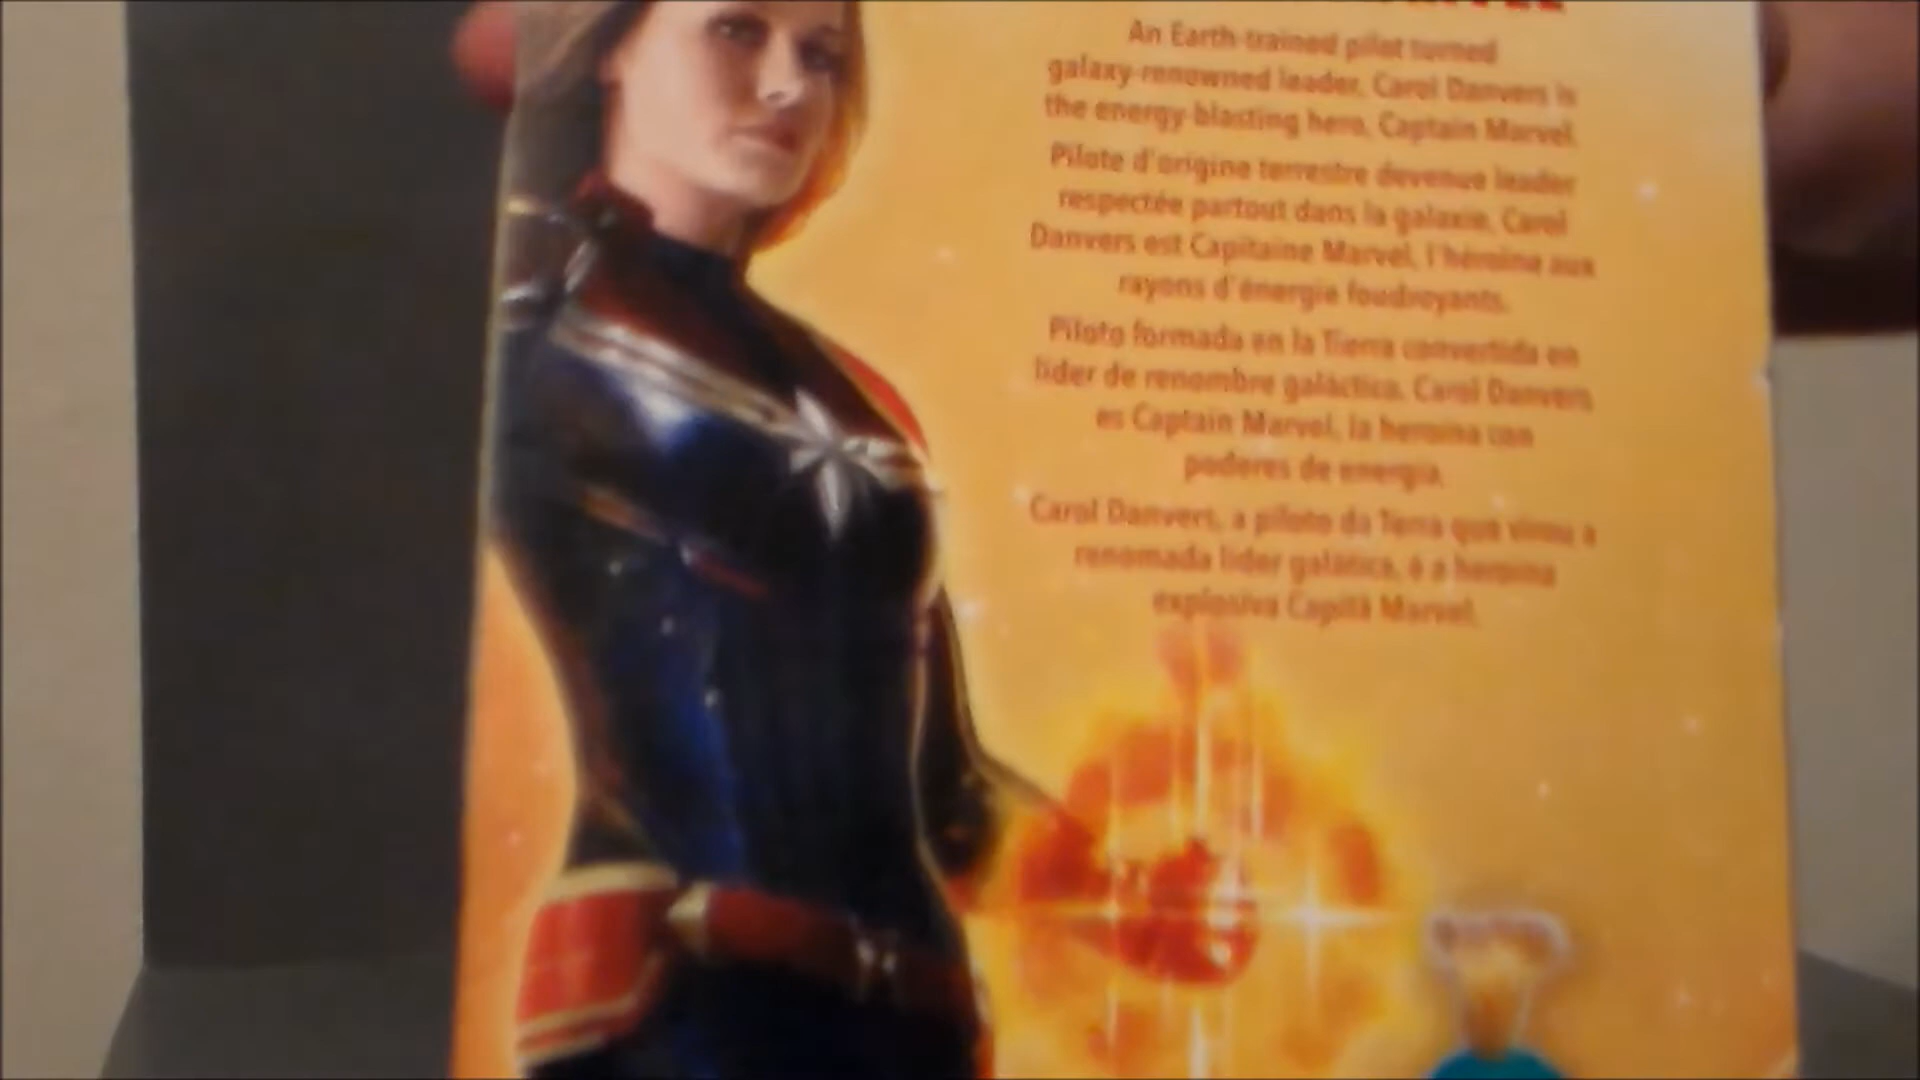 An Earth-trained pilot turned
galaxy-renowned leader, Carol Danvers is
the energy-blasting hero, Captain Marvel.
Pilote d'origine terrestre devenue leader
respectée partout dans la galaxie, Carol
Danvers est Capitaine Marvel, l'héroïne aux
rayons d'énergie foudroyants.
Piloto formada en la Tierra convertida en
líder de renombre galáctico, Carol Danvers
es Captain Marvel, la heroína con
poderes de energía.
Carol Danvers, a piloto da Terra que virou a
renomada líder galática, é a heroína
explosiva Capitã Marvel.